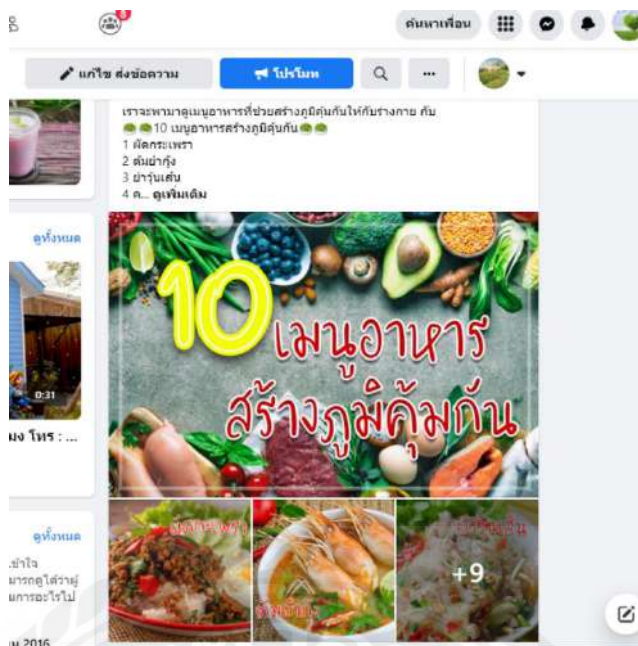 8
ค้นหาเพื่อน
แก้ไข ส่งข้อความ
โปรโมท
เราจะพามาดูเมนูอาหารที่ช่วยสร้างภูมิคุ้มกันให้กับร่างกาย กับ
10 เมนูอาหารสร้างภูมิคุ้มกัน
1 ผัดกระเพรา
2 ต้มยำกุ้ง
3 ยำวุ้นเส้น
4 ค... ดูเพิ่มเติม
ดูทั้งหมด
10 เมนูอาหาร
สร้างภูมิคุ้มกัน
0:31
โทร : ...
ดูทั้งหมด
ผัดกระเพรา
ต้มยำกุ้ง
ยำวุ้นเส้น
+9
2016